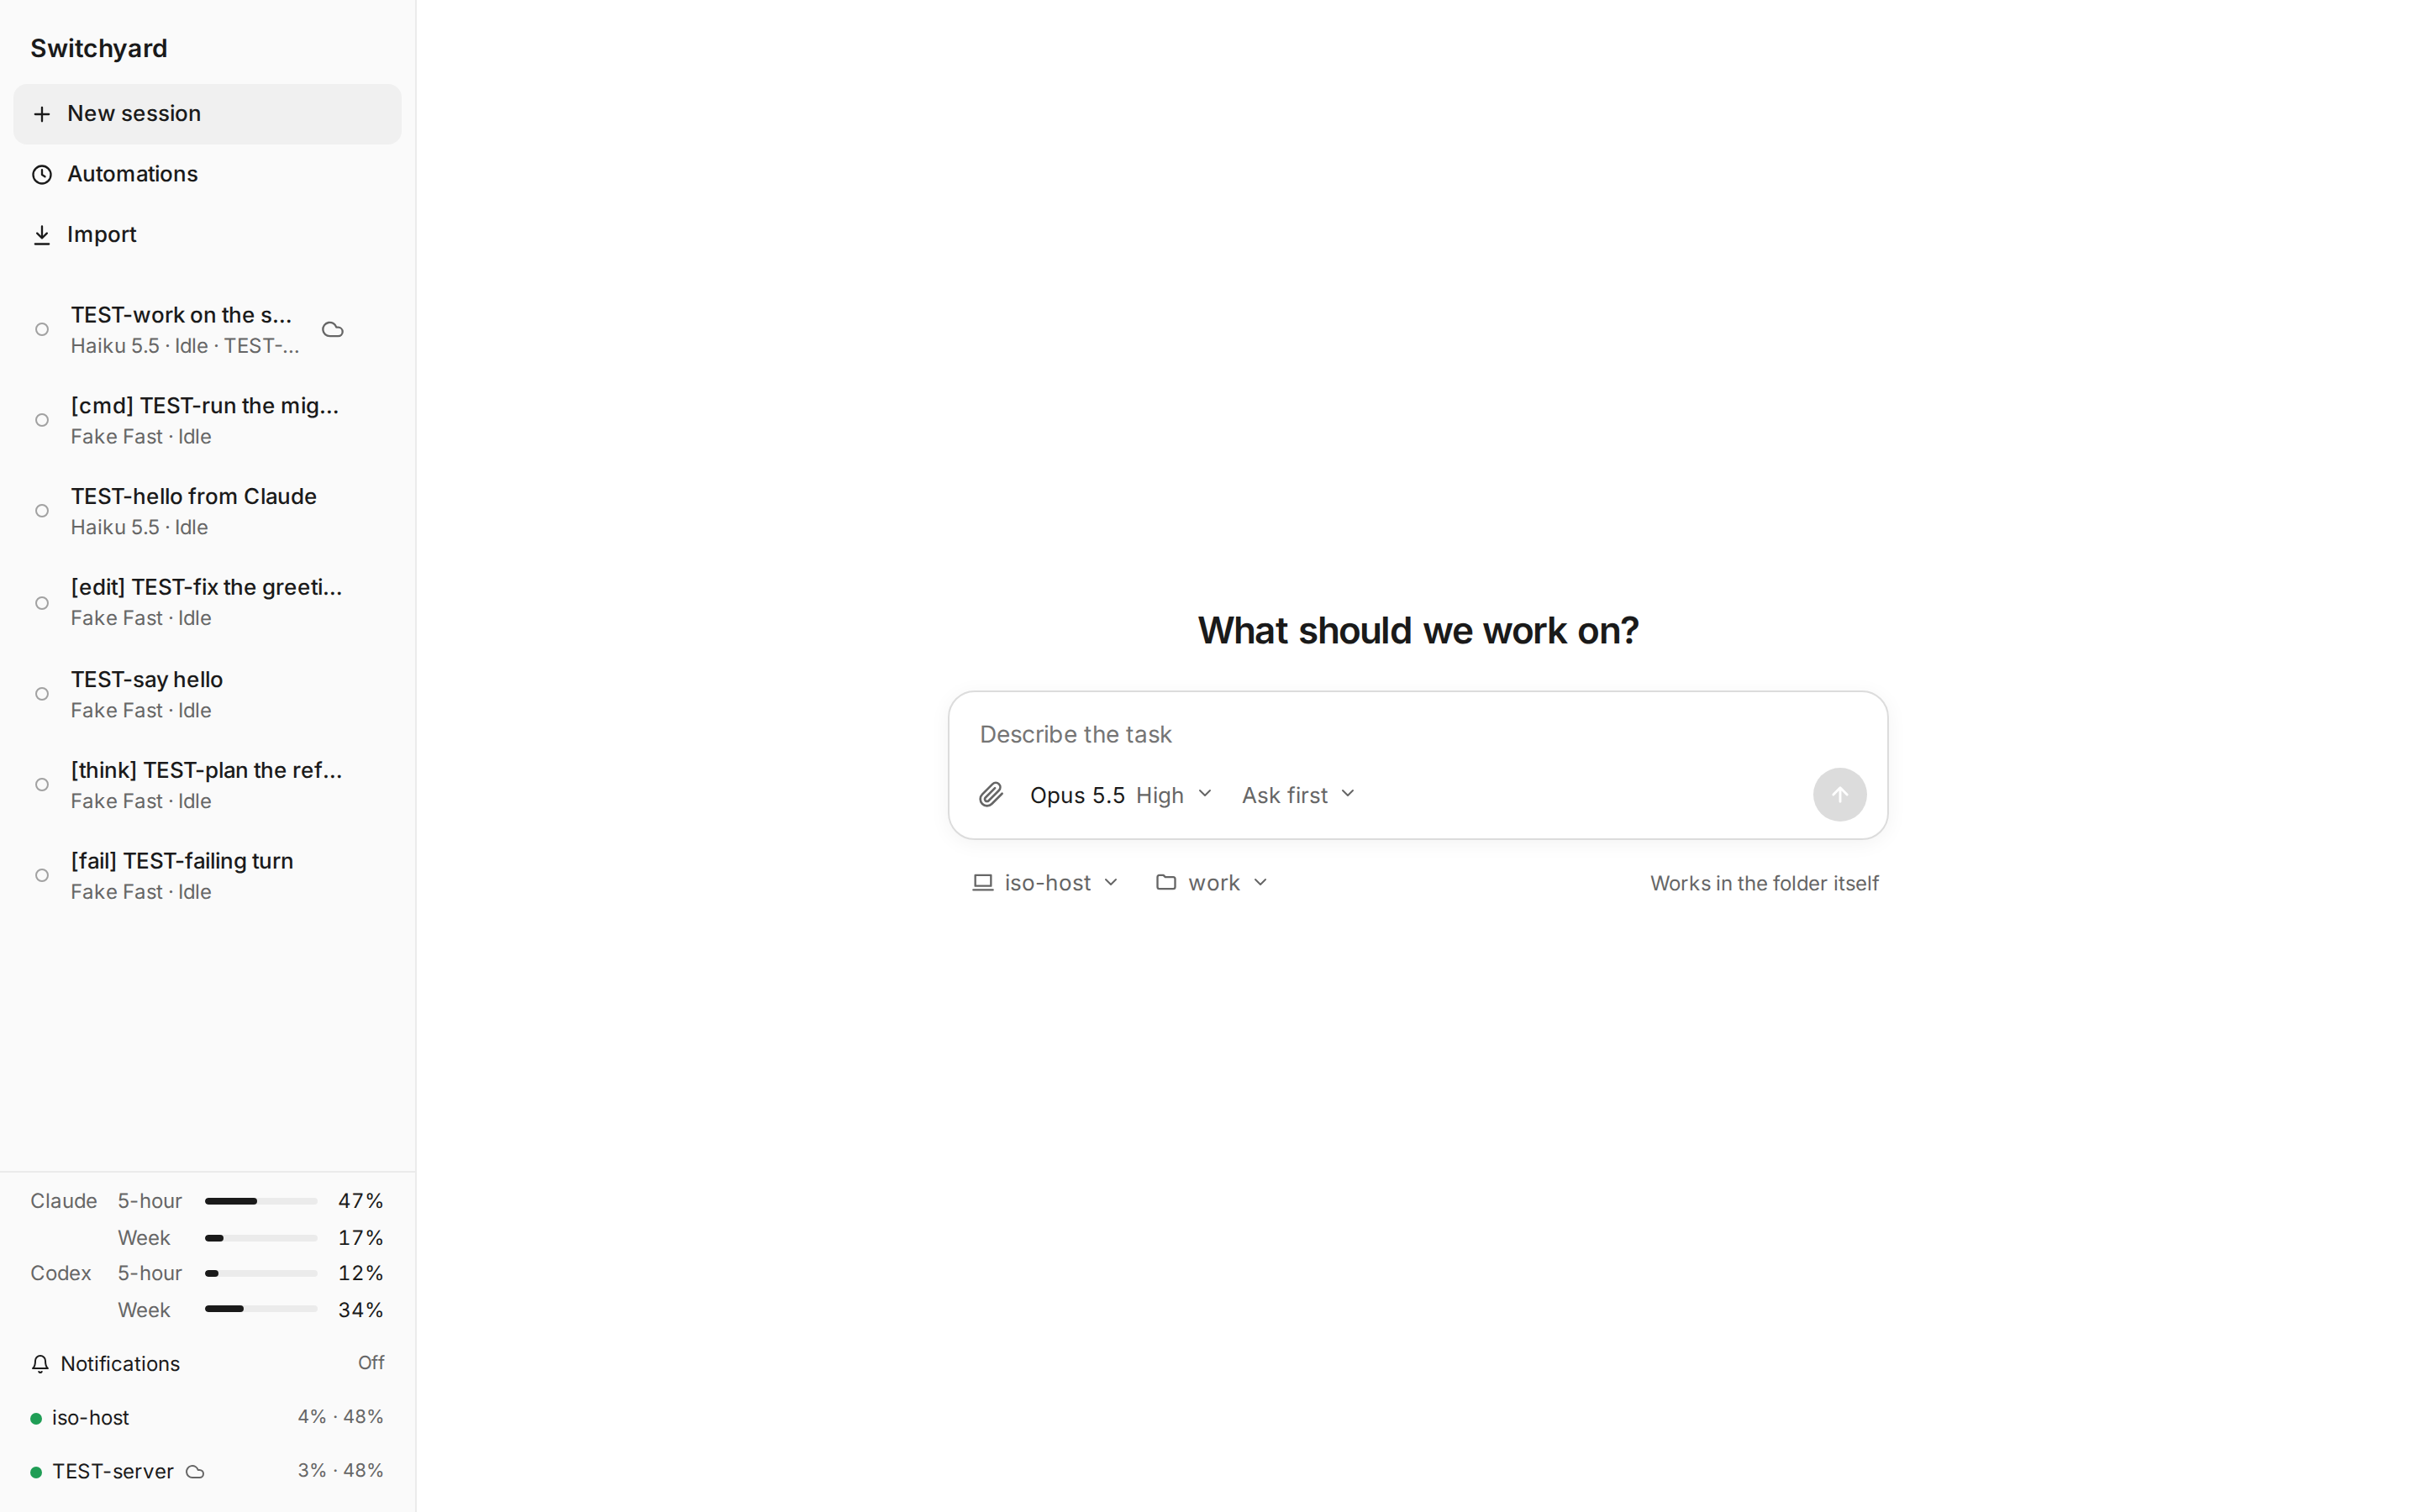 Switchyard
New session
Automations
Import
TEST-work on the s...
Haiku 5.5 · Idle · TEST-...
[cmd] TEST-run the mig...
Fake Fast · Idle
TEST-hello from Claude
Haiku 5.5 · Idle
[edit] TEST-fix the greeti...
Fake Fast · Idle
TEST-say hello
Fake Fast · Idle
[think] TEST-plan the ref...
Fake Fast · Idle
[fail] TEST-failing turn
Fake Fast · Idle
Claude 5-hour 47%
Week 17%
Codex 5-hour 12%
Week 34%
Notifications Off
iso-host 4% · 48%
TEST-server 3% · 48%
What should we work on?
Describe the task
Opus 5.5 High Ask first
iso-host work Works in the folder itself